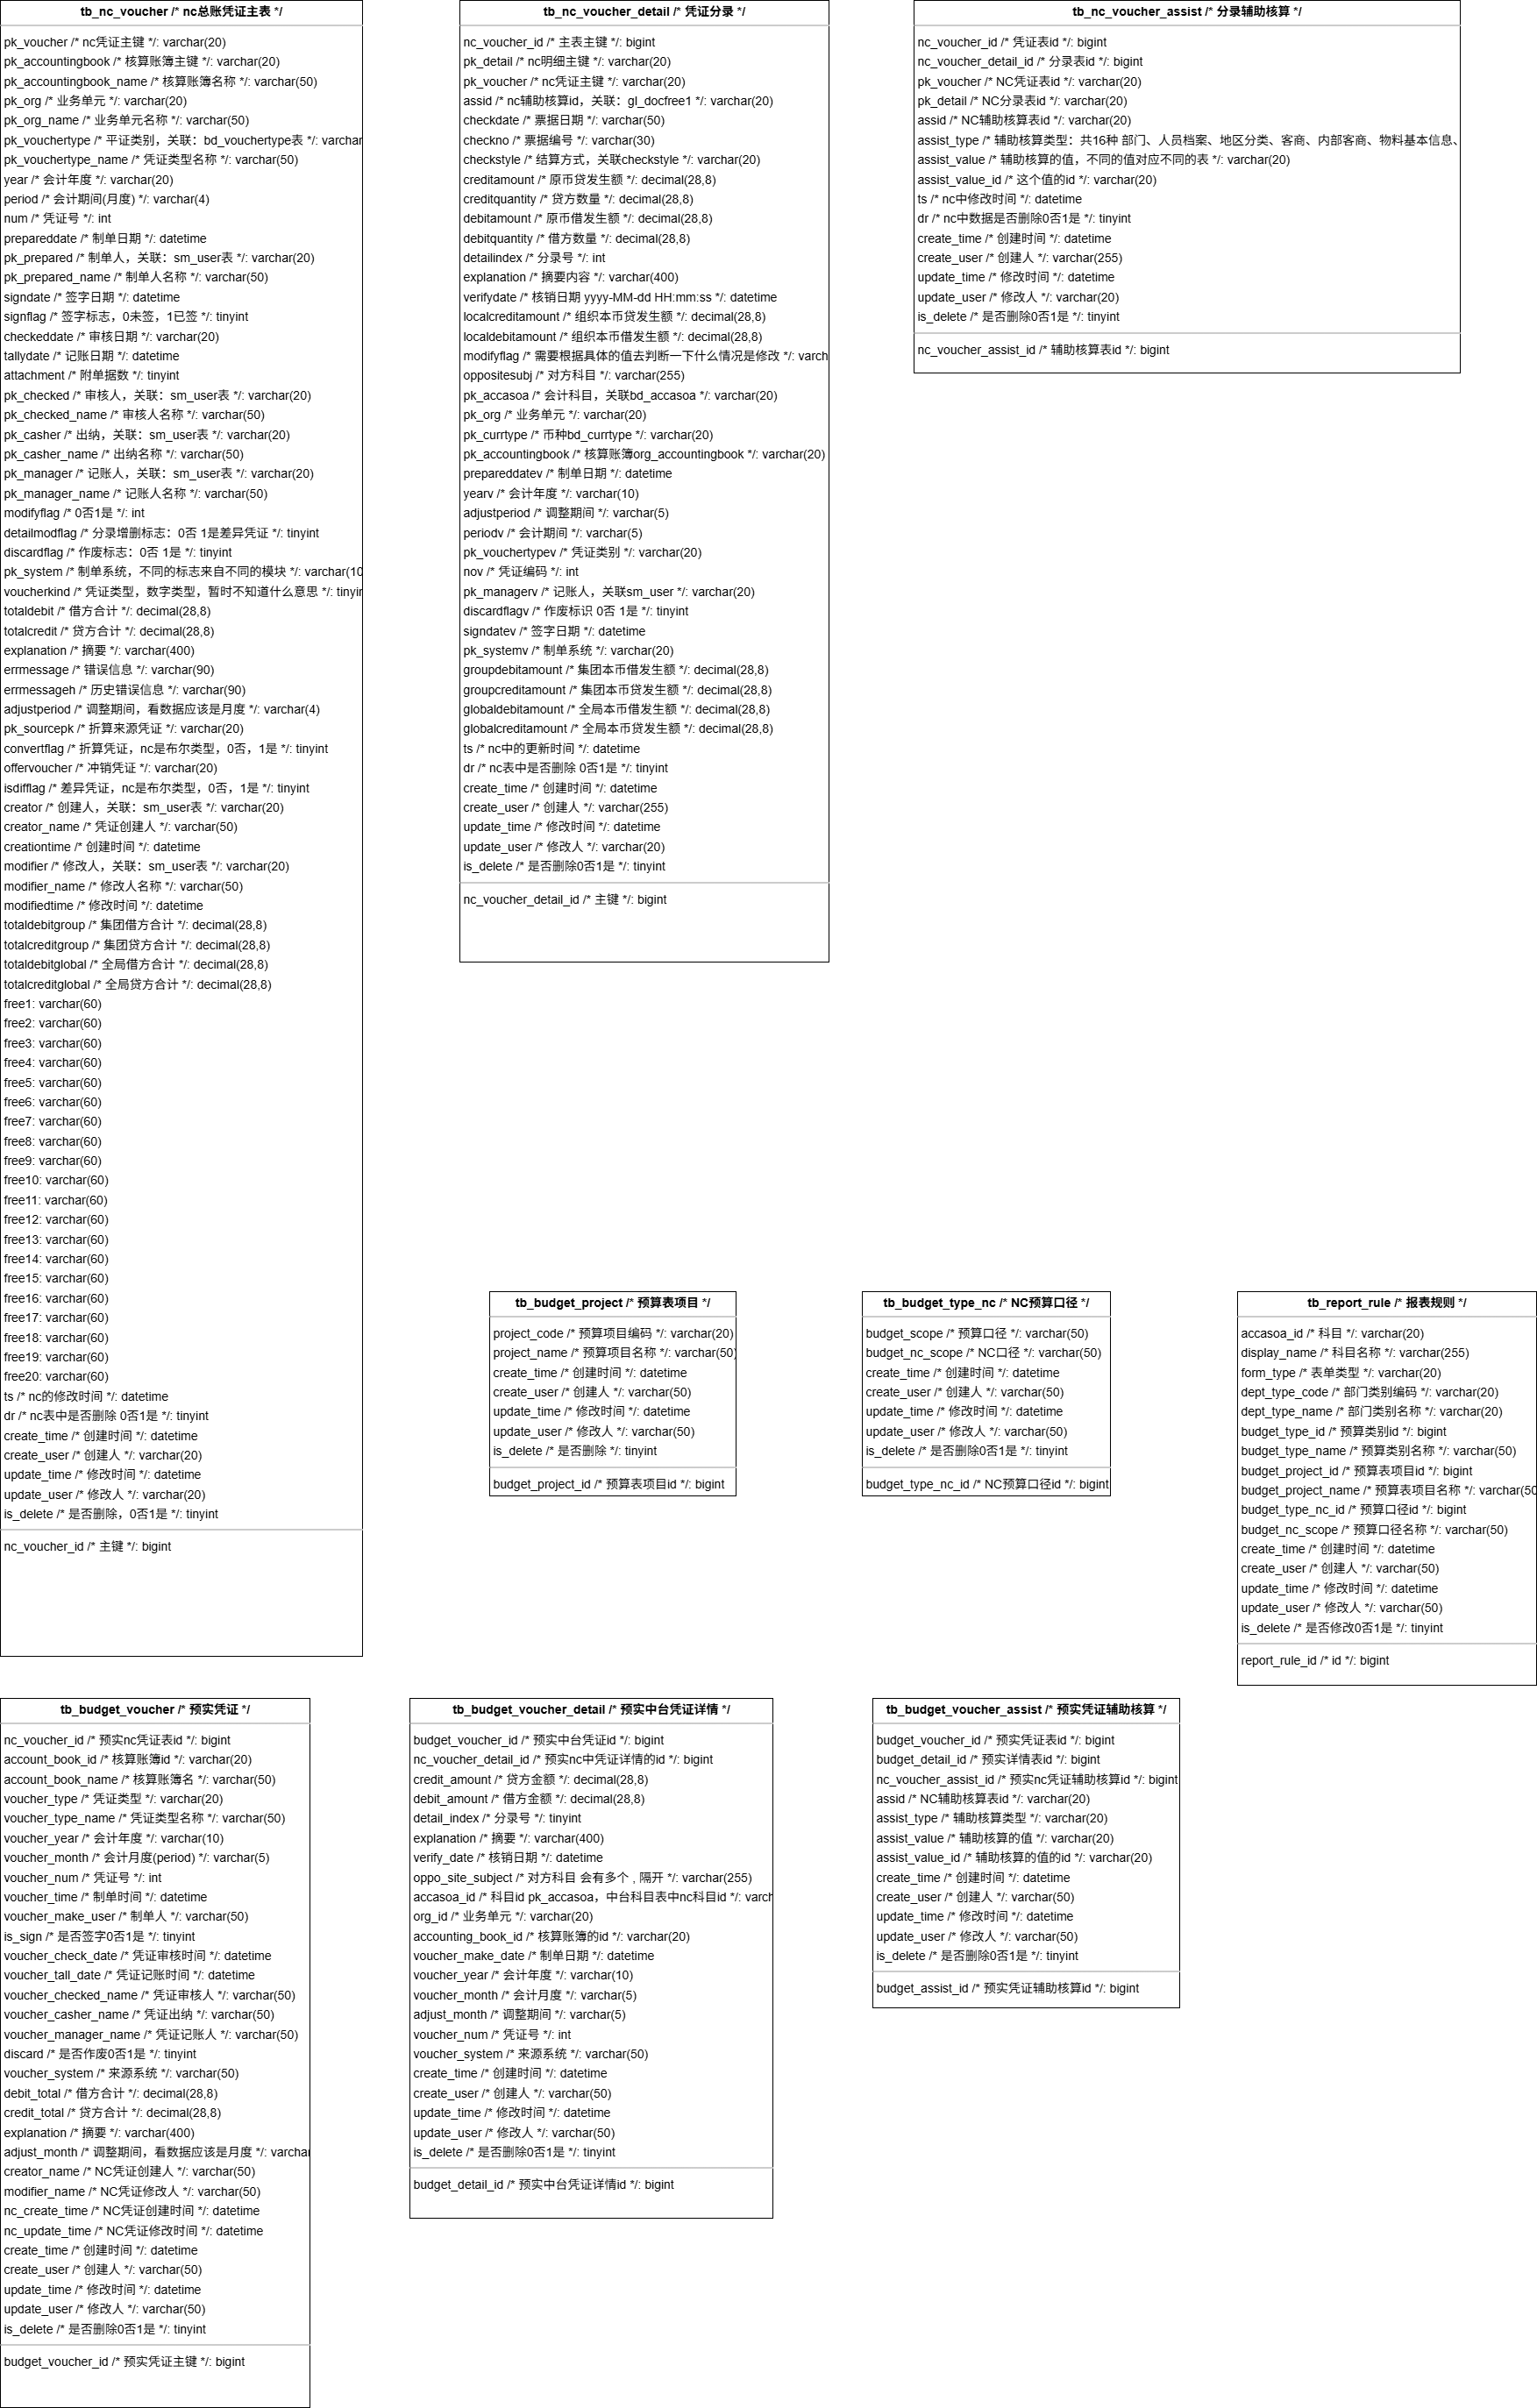 tb_nc_voucher /* nc总账凭证主表 */
pk_voucher /* nc凭证主键 */: varchar(20)
pk_accountingbook /* 核算账簿主键 */: varchar(20)
pk_accountingbook_name /* 核算账簿名称 */: varchar(50)
pk_org /* 业务单元 */: varchar(20)
pk_org_name /* 业务单元名称 */: varchar(50)
pk_vouchertype /* 平证类别，关联：bd_vouchertype表 */: varchar
pk_vouchertype_name /* 凭证类型名称 */: varchar(50)
year /* 会计年度 */: varchar(20)
period /* 会计期间(月度) */: varchar(4)
num /* 凭证号 */: int
prepareddate /* 制单日期 */: datetime
pk_prepared /* 制单人，关联：sm_user表 */: varchar(20)
pk_prepared_name /* 制单人名称 */: varchar(50)
signdate /* 签字日期 */: datetime
signflag /* 签字标志，0未签，1已签 */: tinyint
checkeddate /* 审核日期 */: varchar(20)
tallydate /* 记账日期 */: datetime
attachment /* 附单据数 */: tinyint
pk_checked /* 审核人，关联：sm_user表 */: varchar(20)
pk_checked_name /* 审核人名称 */: varchar(50)
pk_casher /* 出纳，关联：sm_user表 */: varchar(20)
pk_casher_name /* 出纳名称 */: varchar(50)
pk_manager /* 记账人，关联：sm_user表 */: varchar(20)
pk_manager_name /* 记账人名称 */: varchar(50)
modifyflag /* 0否1是 */: int
detailmodflag /* 分录增删标志：0否 1是差异凭证 */: tinyint
discardflag /* 作废标志：0否 1是 */: tinyint
pk_system /* 制单系统，不同的标志来自不同的模块 */: varchar(10
voucherkind /* 凭证类型，数字类型，暂时不知道什么意思 */: tinyin
totaldebit /* 借方合计 */: decimal(28,8)
totalcredit /* 贷方合计 */: decimal(28,8)
explanation /* 摘要 */: varchar(400)
errmessage /* 错误信息 */: varchar(90)
errmessageh /* 历史错误信息 */: varchar(90)
adjustperiod /* 调整期间，看数据应该是月度 */: varchar(4)
pk_sourcepk /* 折算来源凭证 */: varchar(20)
convertflag /* 折算凭证，nc是布尔类型，0否，1是 */: tinyint
offervoucher /* 冲销凭证 */: varchar(20)
isdifflag /* 差异凭证，nc是布尔类型，0否，1是 */: tinyint
creator /* 创建人，关联：sm_user表 */: varchar(20)
creator_name /* 凭证创建人 */: varchar(50)
creationtime /* 创建时间 */: datetime
modifier /* 修改人，关联：sm_user表 */: varchar(20)
modifier_name /* 修改人名称 */: varchar(50)
modifiedtime /* 修改时间 */: datetime
totaldebitgroup /* 集团借方合计 */: decimal(28,8)
totalcreditgroup /* 集团贷方合计 */: decimal(28,8)
totaldebitglobal /* 全局借方合计 */: decimal(28,8)
totalcreditglobal /* 全局贷方合计 */: decimal(28,8)
free1: varchar(60)
free2: varchar(60)
free3: varchar(60)
free4: varchar(60)
free5: varchar(60)
free6: varchar(60)
free7: varchar(60)
free8: varchar(60)
free9: varchar(60)
free10: varchar(60)
free11: varchar(60)
free12: varchar(60)
free13: varchar(60)
free14: varchar(60)
free15: varchar(60)
free16: varchar(60)
free17: varchar(60)
free18: varchar(60)
free19: varchar(60)
free20: varchar(60)
ts /* nc的修改时间 */: datetime
dr /* nc表中是否删除 0否1是 */: tinyint
create_time /* 创建时间 */: datetime
create_user /* 创建人 */: varchar(20)
update_time /* 修改时间 */: datetime
update_user /* 修改人 */: varchar(20)
is_delete /* 是否删除，0否1是 */: tinyint
nc_voucher_id /* 主键 */: bigint
tb_nc_voucher_detail /* 凭证分录 */
nc_voucher_id /* 主表主键 */: bigint
pk_detail /* nc明细主键 */: varchar(20)
pk_voucher /* nc凭证主键 */: varchar(20)
assid /* nc辅助核算id，关联：gl_docfree1 */: varchar(20)
checkdate /* 票据日期 */: varchar(50)
checkno /* 票据编号 */: varchar(30)
checkstyle /* 结算方式，关联checkstyle */: varchar(20)
creditamount /* 原币贷发生额 */: decimal(28,8)
creditquantity /* 贷方数量 */: decimal(28,8)
debitamount /* 原币借发生额 */: decimal(28,8)
debitquantity /* 借方数量 */: decimal(28,8)
detailindex /* 分录号 */: int
explanation /* 摘要内容 */: varchar(400)
verifydate /* 核销日期 yyyy-MM-dd HH:mm:ss */: datetime
localcreditamount /* 组织本币贷发生额 */: decimal(28,8)
localdebitamount /* 组织本币借发生额 */: decimal(28,8)
modifyflag /* 需要根据具体的值去判断一下什么情况是修改 */: varch
oppositesubj /* 对方科目 */: varchar(255)
pk_accasoa /* 会计科目，关联bd_accasoa */: varchar(20)
pk_org /* 业务单元 */: varchar(20)
pk_currtype /* 币种bd_currtype */: varchar(20)
pk_accountingbook /* 核算账簿org_accountingbook */: varchar(20)
prepareddatev /* 制单日期 */: datetime
yearv /* 会计年度 */: varchar(10)
adjustperiod /* 调整期间 */: varchar(5)
periodv /* 会计期间 */: varchar(5)
pk_vouchertypev /* 凭证类别 */: varchar(20)
nov /* 凭证编码 */: int
pk_managerv /* 记账人，关联sm_user */: varchar(20)
discardflagv /* 作废标识 0否 1是 */: tinyint
signdatev /* 签字日期 */: datetime
pk_systemv /* 制单系统 */: varchar(20)
groupdebitamount /* 集团本币借发生额 */: decimal(28,8)
groupcreditamount /* 集团本币贷发生额 */: decimal(28,8)
globaldebitamount /* 全局本币借发生额 */: decimal(28,8)
globalcreditamount /* 全局本币贷发生额 */: decimal(28,8)
ts /* nc中的更新时间 */: datetime
dr /* nc表中是否删除 0否1是 */: tinyint
create_time /* 创建时间 */: datetime
create_user /* 创建人 */: varchar(255)
update_time /* 修改时间 */: datetime
update_user /* 修改人 */: varchar(20)
is_delete /* 是否删除0否1是 */: tinyint
nc_voucher_detail_id /* 主键 */: bigint
tb_nc_voucher_assist /* 分录辅助核算 */
nc_voucher_id /* 凭证表id */: bigint
nc_voucher_detail_id /* 分录表id */: bigint
pk_voucher /* NC凭证表id */: varchar(20)
pk_detail /* NC分录表id */: varchar(20)
assid /* NC辅助核算表id */: varchar(20)
assist_type /* 辅助核算类型：共16种 部门、人员档案、地区分类、客商、内部客商、物料基本信息、
assist_value /* 辅助核算的值，不同的值对应不同的表 */: varchar(20)
assist_value_id /* 这个值的id */: varchar(20)
ts /* nc中修改时间 */: datetime
dr /* nc中数据是否删除0否1是 */: tinyint
create_time /* 创建时间 */: datetime
create_user /* 创建人 */: varchar(255)
update_time /* 修改时间 */: datetime
update_user /* 修改人 */: varchar(20)
is_delete /* 是否删除0否1是 */: tinyint
nc_voucher_assist_id /* 辅助核算表id */: bigint
tb_budget_project /* 预算表项目 */
project_code /* 预算项目编码 */: varchar(20)
project_name /* 预算项目名称 */: varchar(50)
create_time /* 创建时间 */: datetime
create_user /* 创建人 */: varchar(50)
update_time /* 修改时间 */: datetime
update_user /* 修改人 */: varchar(50)
is_delete /* 是否删除 */: tinyint
budget_project_id /* 预算表项目id */: bigint
tb_budget_type_nc /* NC预算口径 */
budget_scope /* 预算口径 */: varchar(50)
budget_nc_scope /* NC口径 */: varchar(50)
create_time /* 创建时间 */: datetime
create_user /* 创建人 */: varchar(50)
update_time /* 修改时间 */: datetime
update_user /* 修改人 */: varchar(50)
is_delete /* 是否删除0否1是 */: tinyint
budget_type_nc_id /* NC预算口径id */: bigint
tb_report_rule /* 报表规则 */
accasoa_id /* 科目 */: varchar(20)
display_name /* 科目名称 */: varchar(255)
form_type /* 表单类型 */: varchar(20)
dept_type_code /* 部门类别编码 */: varchar(20)
dept_type_name /* 部门类别名称 */: varchar(20)
budget_type_id /* 预算类别id */: bigint
budget_type_name /* 预算类别名称 */: varchar(50)
budget_project_id /* 预算表项目id */: bigint
budget_project_name /* 预算表项目名称 */: varchar(50
budget_type_nc_id /* 预算口径id */: bigint
budget_nc_scope /* 预算口径名称 */: varchar(50)
create_time /* 创建时间 */: datetime
create_user /* 创建人 */: varchar(50)
update_time /* 修改时间 */: datetime
update_user /* 修改人 */: varchar(50)
is_delete /* 是否修改0否1是 */: tinyint
report_rule_id /* id */: bigint
tb_budget_voucher /* 预实凭证 */
nc_voucher_id /* 预实nc凭证表id */: bigint
account_book_id /* 核算账簿id */: varchar(20)
account_book_name /* 核算账簿名 */: varchar(50)
voucher_type /* 凭证类型 */: varchar(20)
voucher_type_name /* 凭证类型名称 */: varchar(50)
voucher_year /* 会计年度 */: varchar(10)
voucher_month /* 会计月度(period) */: varchar(5)
voucher_num /* 凭证号 */: int
voucher_time /* 制单时间 */: datetime
voucher_make_user /* 制单人 */: varchar(50)
is_sign /* 是否签字0否1是 */: tinyint
voucher_check_date /* 凭证审核时间 */: datetime
voucher_tall_date /* 凭证记账时间 */: datetime
voucher_checked_name /* 凭证审核人 */: varchar(50)
voucher_casher_name /* 凭证出纳 */: varchar(50)
voucher_manager_name /* 凭证记账人 */: varchar(50)
discard /* 是否作废0否1是 */: tinyint
voucher_system /* 来源系统 */: varchar(50)
debit_total /* 借方合计 */: decimal(28,8)
credit_total /* 贷方合计 */: decimal(28,8)
explanation /* 摘要 */: varchar(400)
adjust_month /* 调整期间，看数据应该是月度 */: varchar
creator_name /* NC凭证创建人 */: varchar(50)
modifier_name /* NC凭证修改人 */: varchar(50)
nc_create_time /* NC凭证创建时间 */: datetime
nc_update_time /* NC凭证修改时间 */: datetime
create_time /* 创建时间 */: datetime
create_user /* 创建人 */: varchar(50)
update_time /* 修改时间 */: datetime
update_user /* 修改人 */: varchar(50)
is_delete /* 是否删除0否1是 */: tinyint
budget_voucher_id /* 预实凭证主键 */: bigint
tb_budget_voucher_detail /* 预实中台凭证详情 */
budget_voucher_id /* 预实中台凭证id */: bigint
nc_voucher_detail_id /* 预实nc中凭证详情的id */: bigint
credit_amount /* 贷方金额 */: decimal(28,8)
debit_amount /* 借方金额 */: decimal(28,8)
detail_index /* 分录号 */: tinyint
explanation /* 摘要 */: varchar(400)
verify_date /* 核销日期 */: datetime
oppo_site_subject /* 对方科目 会有多个 , 隔开 */: varchar(255)
accasoa_id /* 科目id pk_accasoa，中台科目表中nc科目id */: varch
org_id /* 业务单元 */: varchar(20)
accounting_book_id /* 核算账簿的id */: varchar(20)
voucher_make_date /* 制单日期 */: datetime
voucher_year /* 会计年度 */: varchar(10)
voucher_month /* 会计月度 */: varchar(5)
adjust_month /* 调整期间 */: varchar(5)
voucher_num /* 凭证号 */: int
voucher_system /* 来源系统 */: varchar(50)
create_time /* 创建时间 */: datetime
create_user /* 创建人 */: varchar(50)
update_time /* 修改时间 */: datetime
update_user /* 修改人 */: varchar(50)
is_delete /* 是否删除0否1是 */: tinyint
budget_detail_id /* 预实中台凭证详情id */: bigint
tb_budget_voucher_assist /* 预实凭证辅助核算 */
budget_voucher_id /* 预实凭证表id */: bigint
budget_detail_id /* 预实详情表id */: bigint
nc_voucher_assist_id /* 预实nc凭证辅助核算id */: bigint
assid /* NC辅助核算表id */: varchar(20)
assist_type /* 辅助核算类型 */: varchar(20)
assist_value /* 辅助核算的值 */: varchar(20)
assist_value_id /* 辅助核算的值的id */: varchar(20)
create_time /* 创建时间 */: datetime
create_user /* 创建人 */: varchar(50)
update_time /* 修改时间 */: datetime
update_user /* 修改人 */: varchar(50)
is_delete /* 是否删除0否1是 */: tinyint
budget_assist_id /* 预实凭证辅助核算id */: bigint